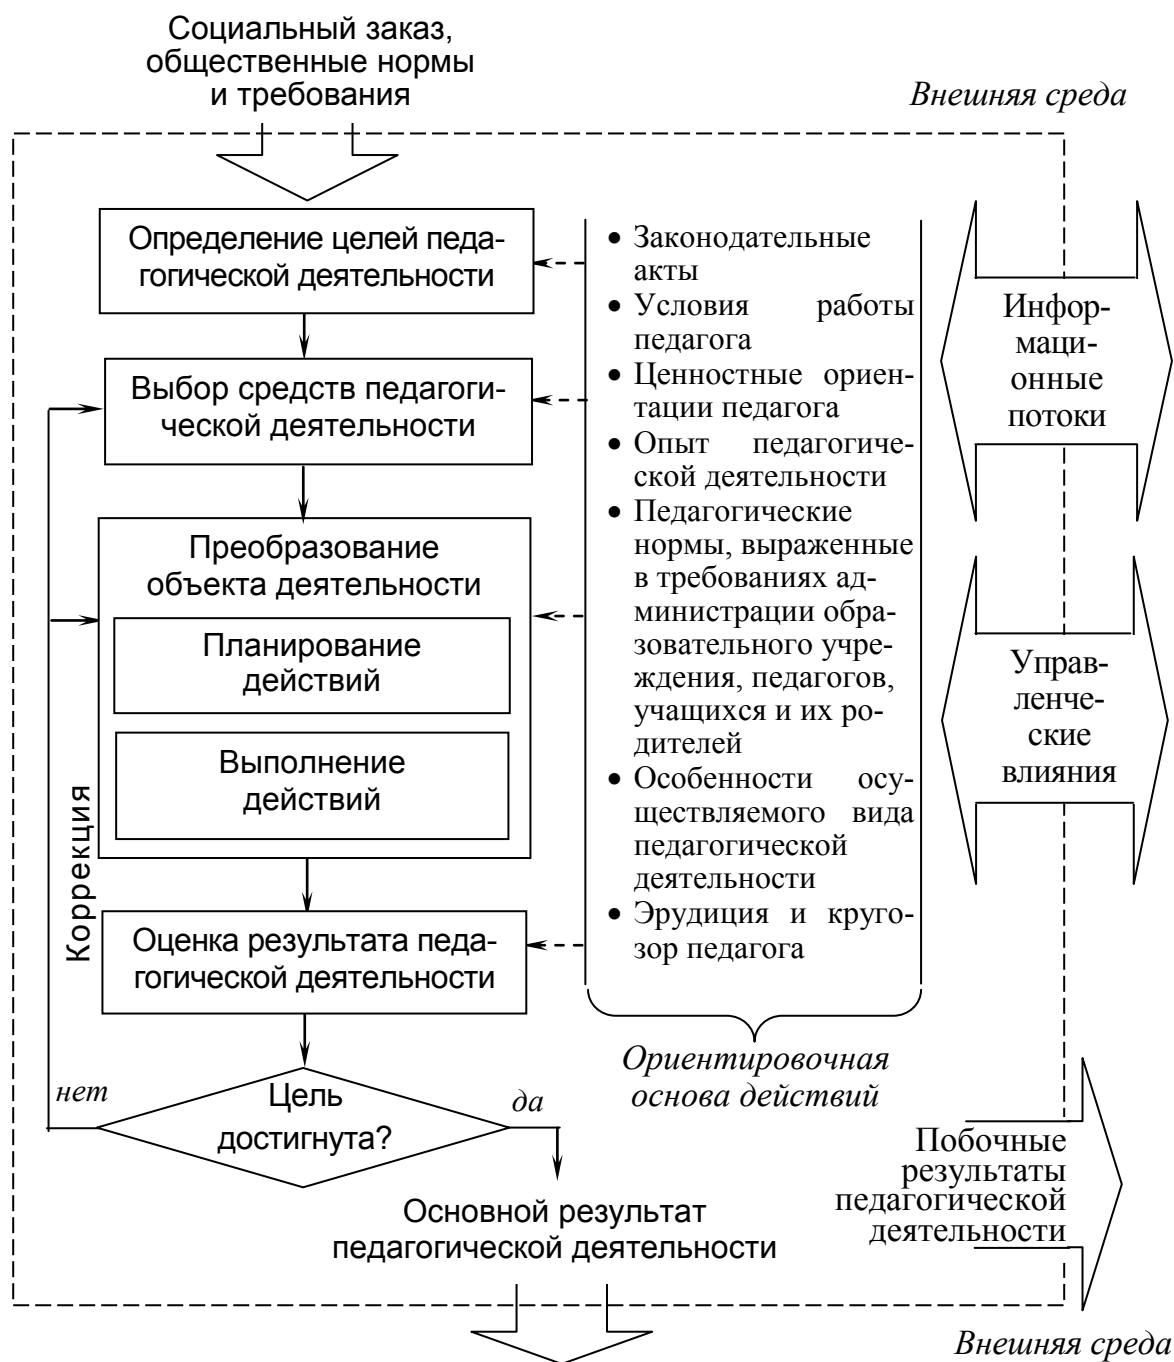 Социальный заказ,
общественные нормы
и требования
Внешняя среда
Определение целей педа-
гогической деятельности
Выбор средств педагоги-
ческой деятельности
Преобразование
объекта деятельности
Планирование
действий
Выполнение
действий
Коррекция
Оценка результата педа-
гогической деятельности
нет
Цель
достигнута?
да
Основной результат
педагогической деятельности
• Законодательные
акты
• Условия работы
педагога
• Ценностные ориен-
тации педагога
• Опыт педагогиче-
ской деятельности
• Педагогические
нормы, выраженные
в требованиях ад-
министрации обра-
зовательного учре-
ждения, педагогов,
учащихся и их ро-
дителей
• Особенности осу-
ществляемого вида
педагогической
деятельности
• Эрудиция и круго-
зор педагога
Ориентировочная
основа действий
Инфор-
маци-
онные
потоки
Управ-
ленче-
ские
влияния
Побочные
результаты
педагогической
деятельности
Внешняя среда